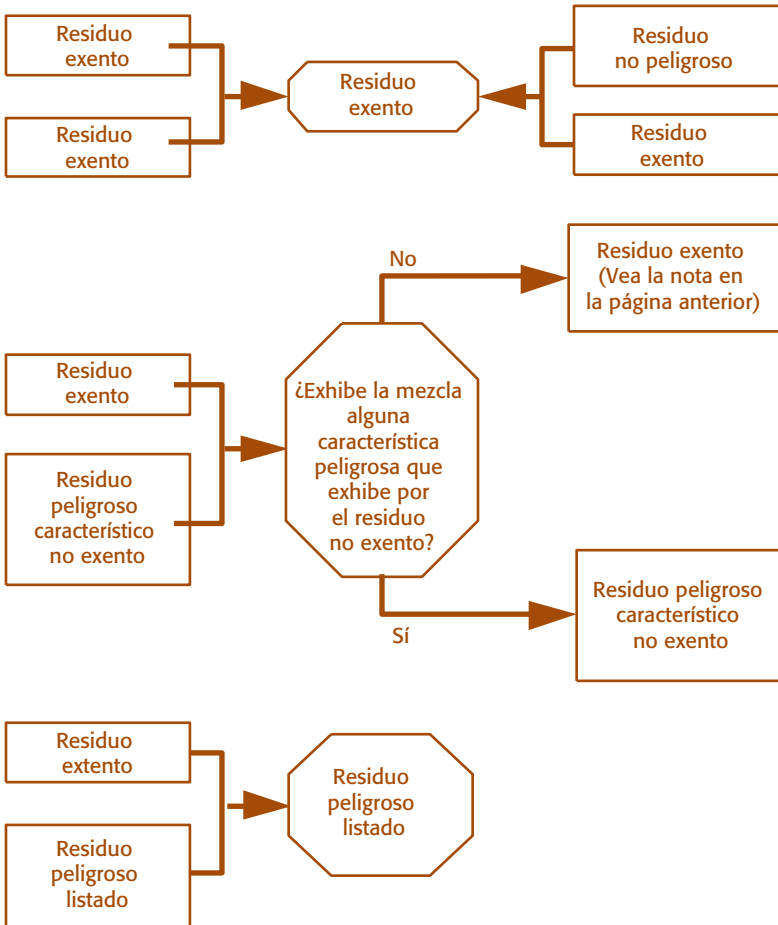 Residuo
exento
Residuo
exento
Residuo
exento
Residuo
no peligroso
Residuo
exento
No
Residuo exento
(Vea la nota en
la página anterior)
Residuo
exento
Residuo
peligroso
característico
no exento
¿Exhibe la mezcla
alguna
característica
peligrosa que
exhibe por
el residuo
no exento?
Sí
Residuo peligroso
característico
no exento
Residuo
extento
Residuo
peligroso
listado
Residuo
peligroso
listado